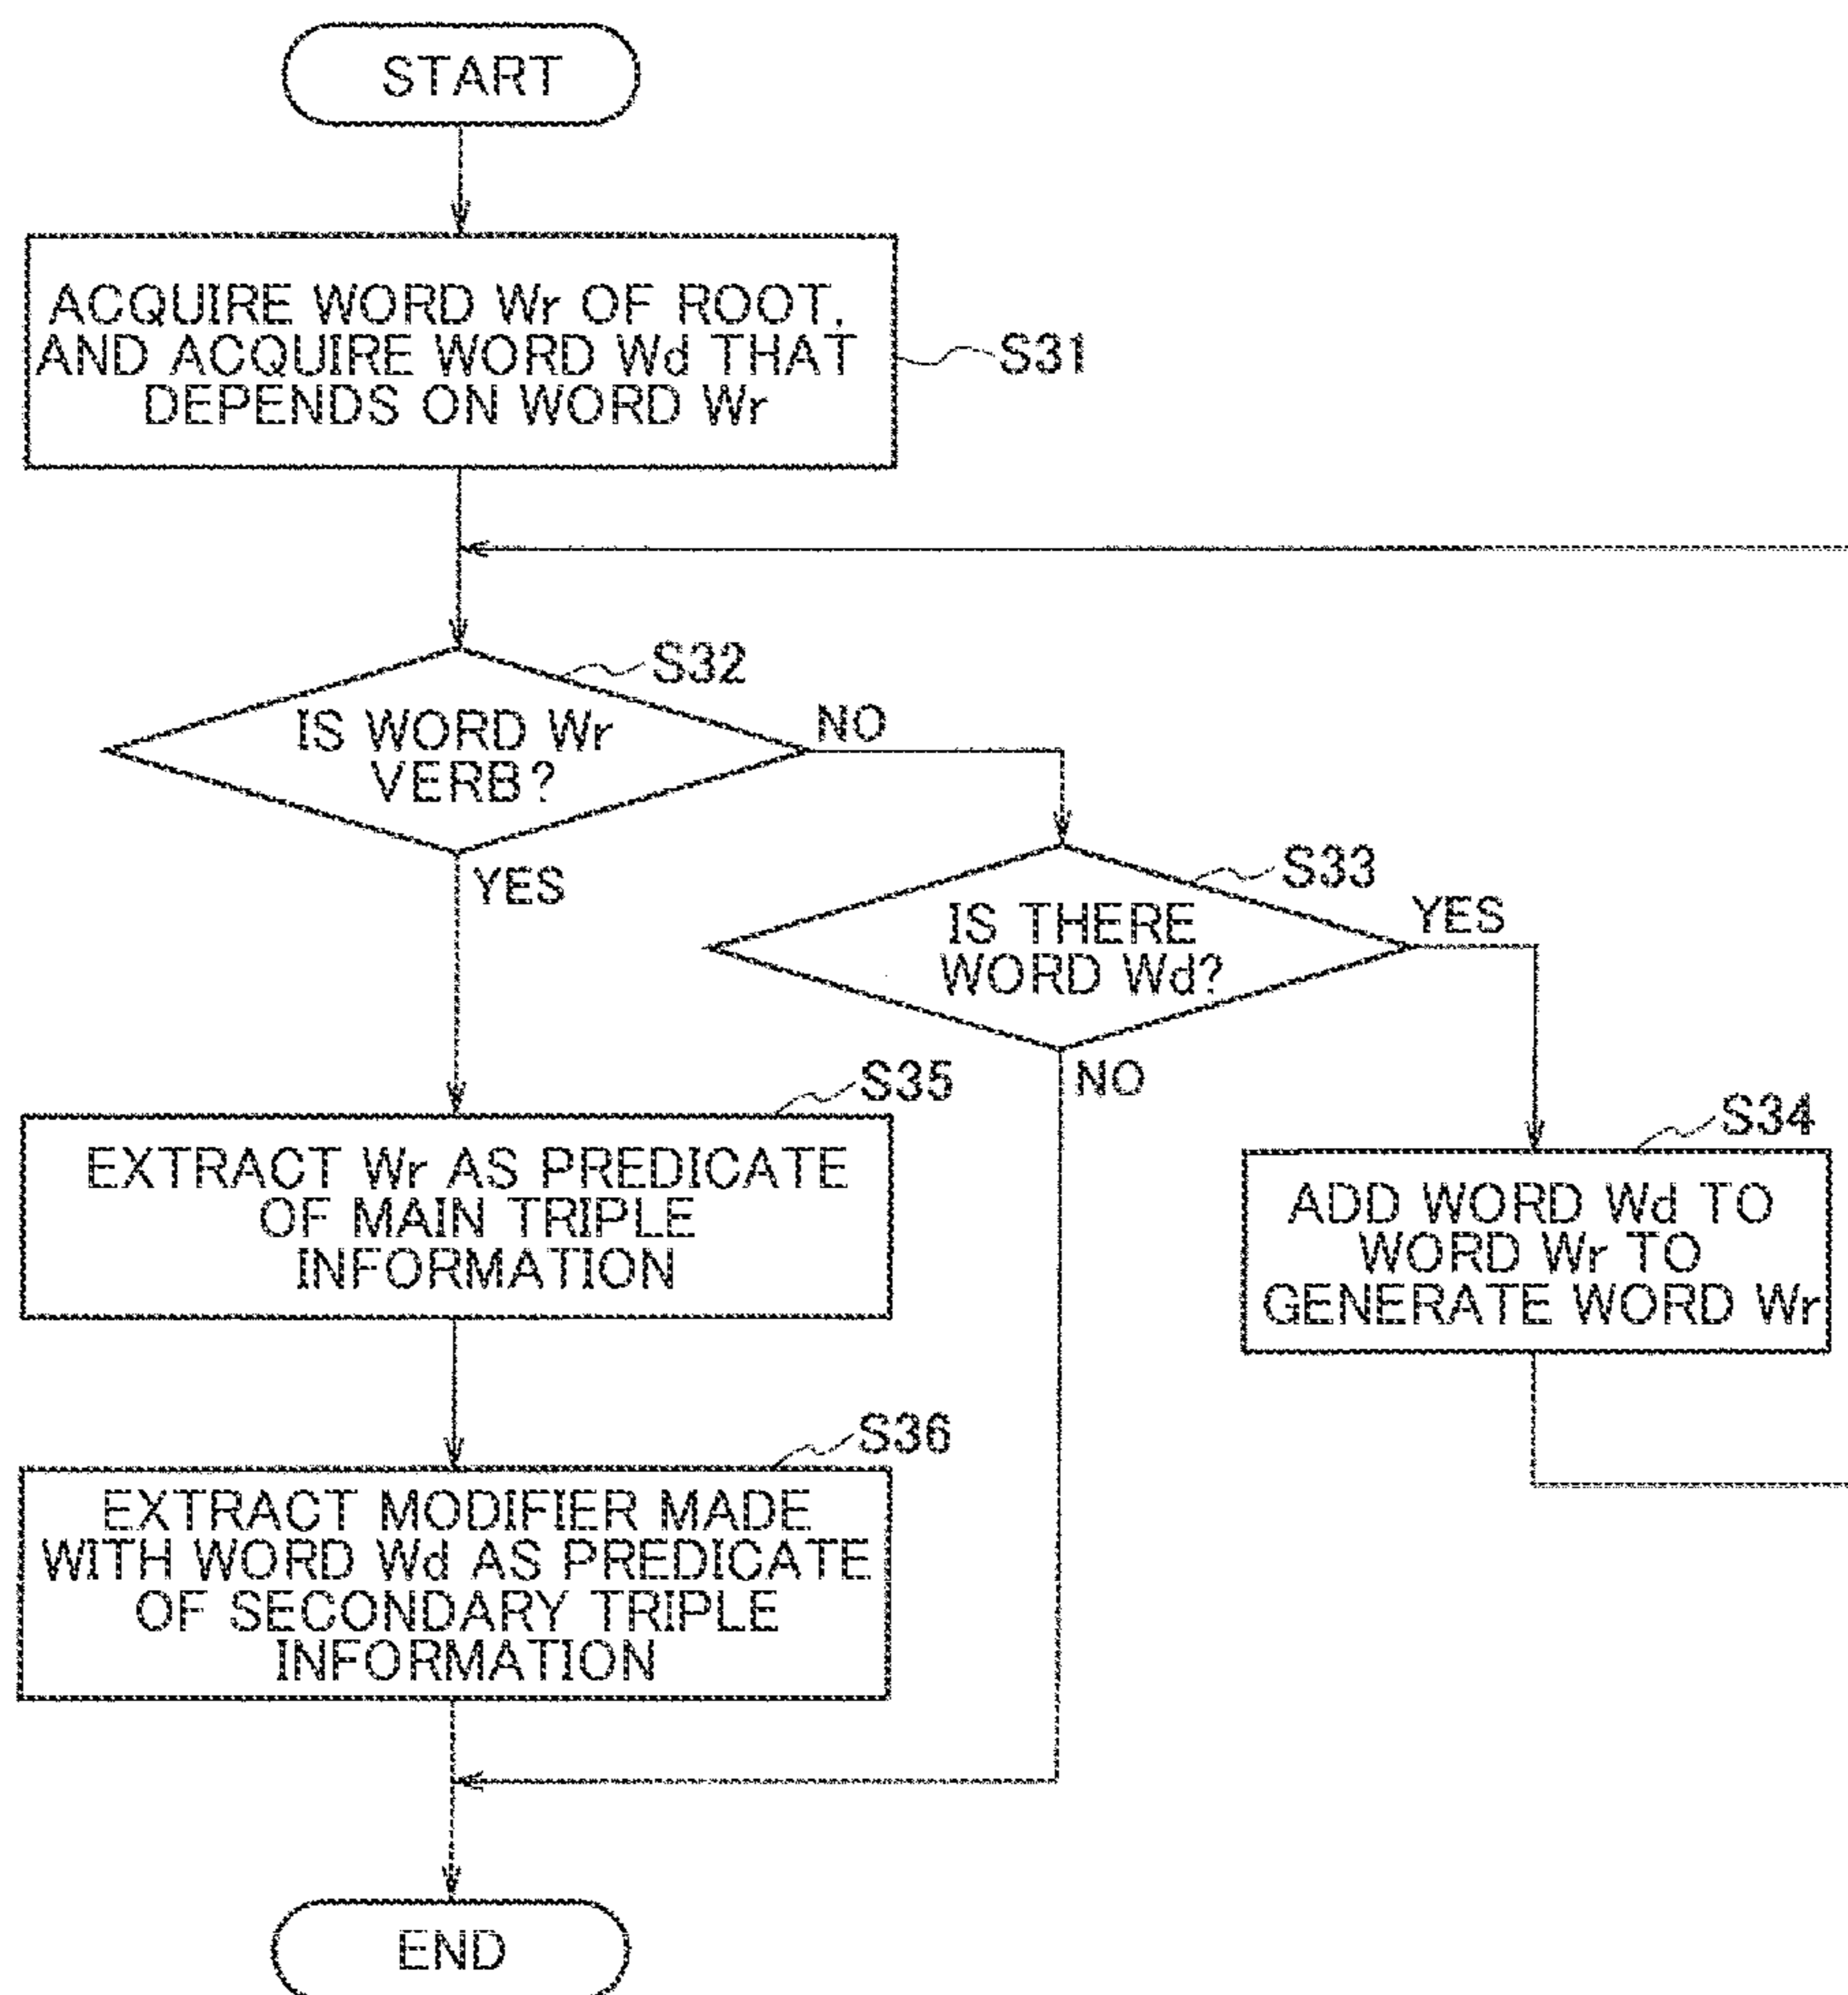 START
ACQUIRE WORD Wr OF ROOT,
AND ACQUIRE WORD Wd THAT
DEPENDS ON WORD Wr
S31
S32
IS WORD Wr
VERB?
NO
YES
S33
IS THERE
WORD Wd?
YES
NO
S34
ADD WORD Wd TO
WORD Wr TO
GENERATE WORD Wr
S35
EXTRACT Wr AS PREDICATE
OF MAIN TRIPLE
INFORMATION
S36
EXTRACT MODIFIER MADE
WITH WORD Wd AS PREDICATE
OF SECONDARY TRIPLE
INFORMATION
END